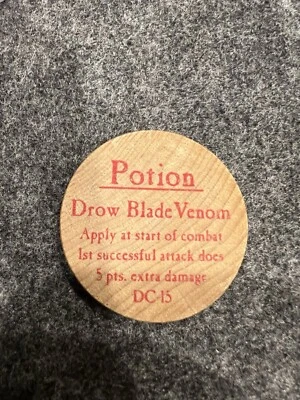 Potion
Drow Blade Venom
Apply at start of combat
1st successful attack does
5 pts. extra damage
DC-15